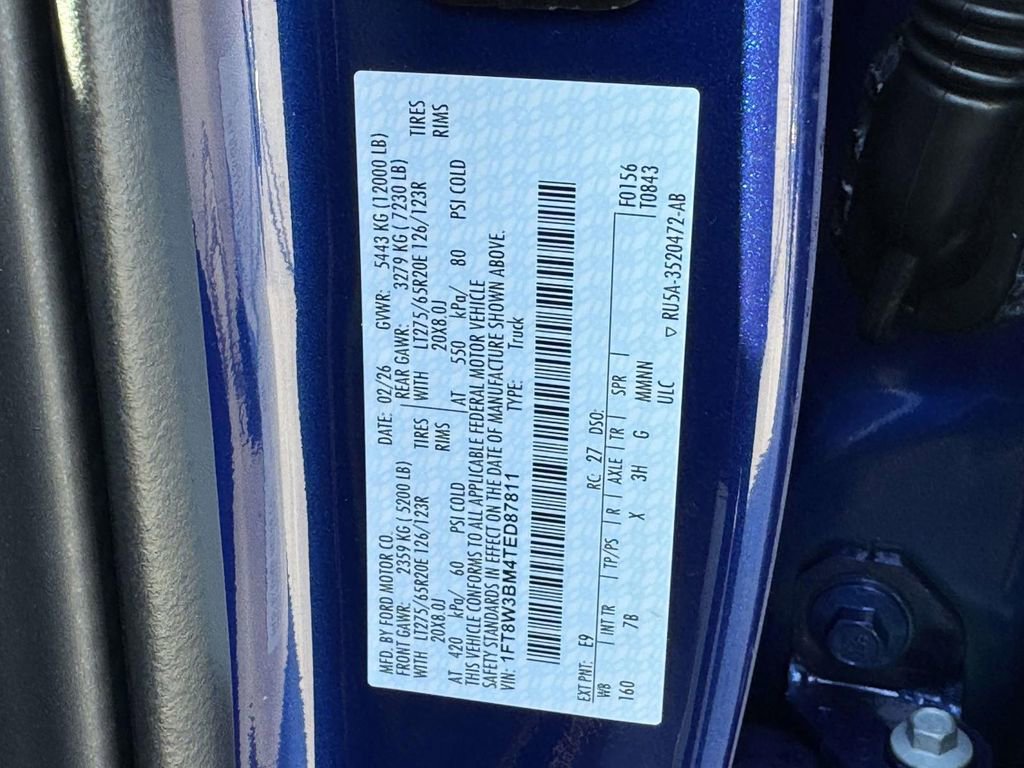 MFD. BY FORD MOTOR CO. DATE: 02/26 GVWR: 5443 KG (12000 LB)
FRONT GAWR: 2359 KG ( 5200 LB) REAR GAWR: 3279 KG ( 7230 LB)
WITH LT275/65R20E 126/123R TIRES WITH LT275/65R20E 126/123R TIRES
20X8.0J RIMS 20X8.0J RIMS
AT 420 kPa/ 60 PSI COLD AT 550 kPa/ 80 PSI COLD
THIS VEHICLE CONFORMS TO ALL APPLICABLE FEDERAL MOTOR VEHICLE
SAFETY STANDARDS IN EFFECT ON THE DATE OF MANUFACTURE SHOWN ABOVE.
VIN: 1FT8W3BM4TED87811 TYPE: Truck
EXT PNT: E9 RC: 27 DSO: F0156
WB INT TR TP/PS R AXLE TR SPR T0843
160 7B X 3H G MMNN
ULC ▽ RU5A-3520472-AB